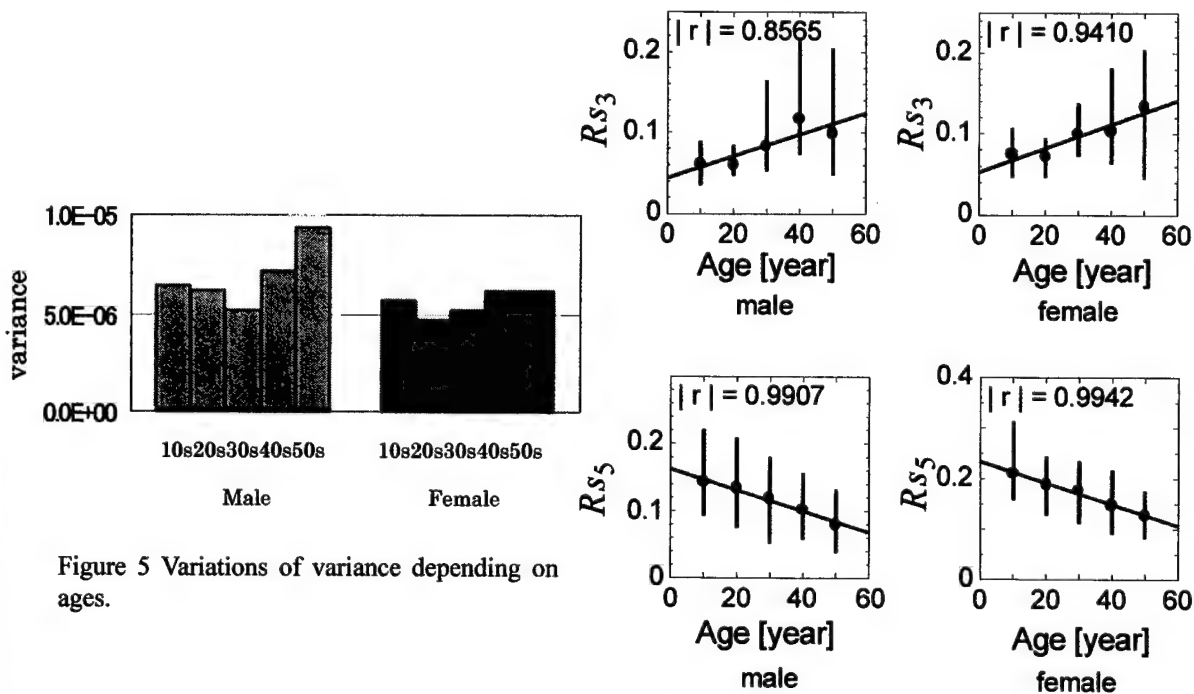 1.0E-05
5.0E-06
0.0E+00
variance
10s20s30s40s50s
10s20s30s40s50s
Male
Female
Figure 5 Variations of variance depending on
ages.
| r | = 0.8565
0.2
0.1
0
Rs3
0 20 40 60
Age [year]
male
| r | = 0.9410
0.2
0.1
0
Rs3
0 20 40 60
Age [year]
female
| r | = 0.9907
0.2
0.1
0
Rs5
0 20 40 60
Age [year]
male
| r | = 0.9942
0.4
0.2
0
Rs5
0 20 40 60
Age [year]
female